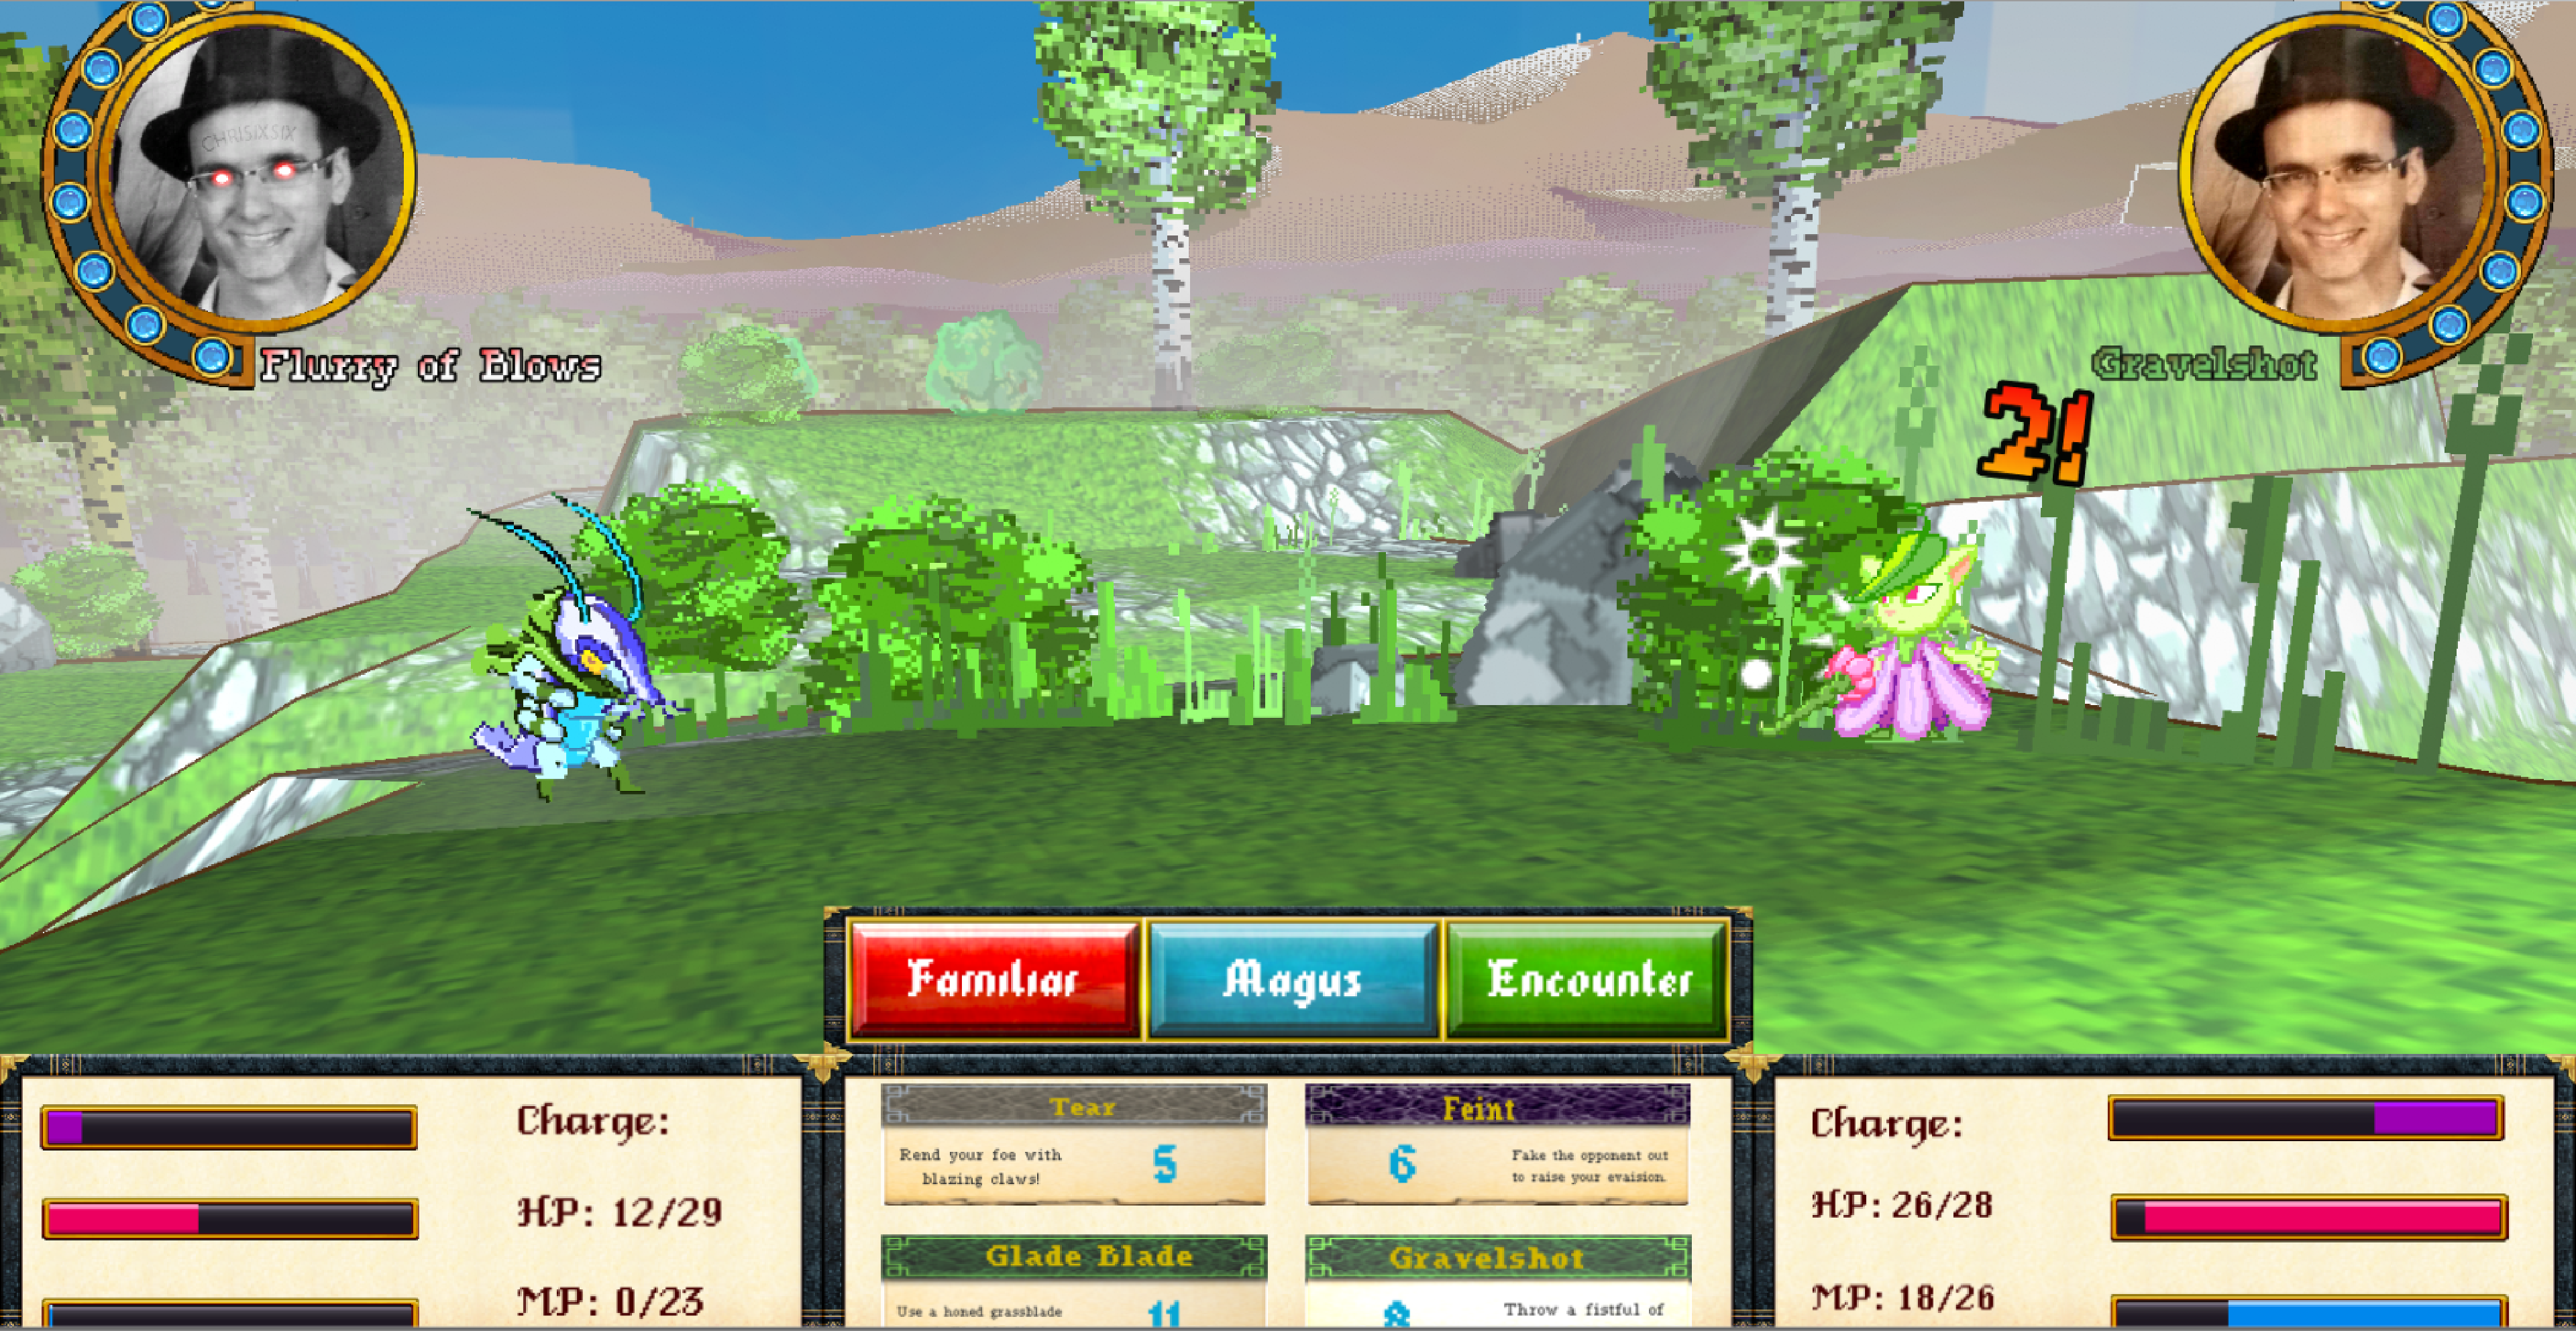 CHRISIXSIX
Flurry of Blows
Gravelshot
2!
Familiar
Magus
Encounter
Charge:
HP: 12/29
MP: 0/23
Tear
Rend your foe with
blazing claws!
5
Feint
6
Fake the opponent out
to raise your evaision.
Glade Blade
Use a honed grassblade
11
Gravelshot
8
Throw a fistful of
Charge:
HP: 26/28
MP: 18/26